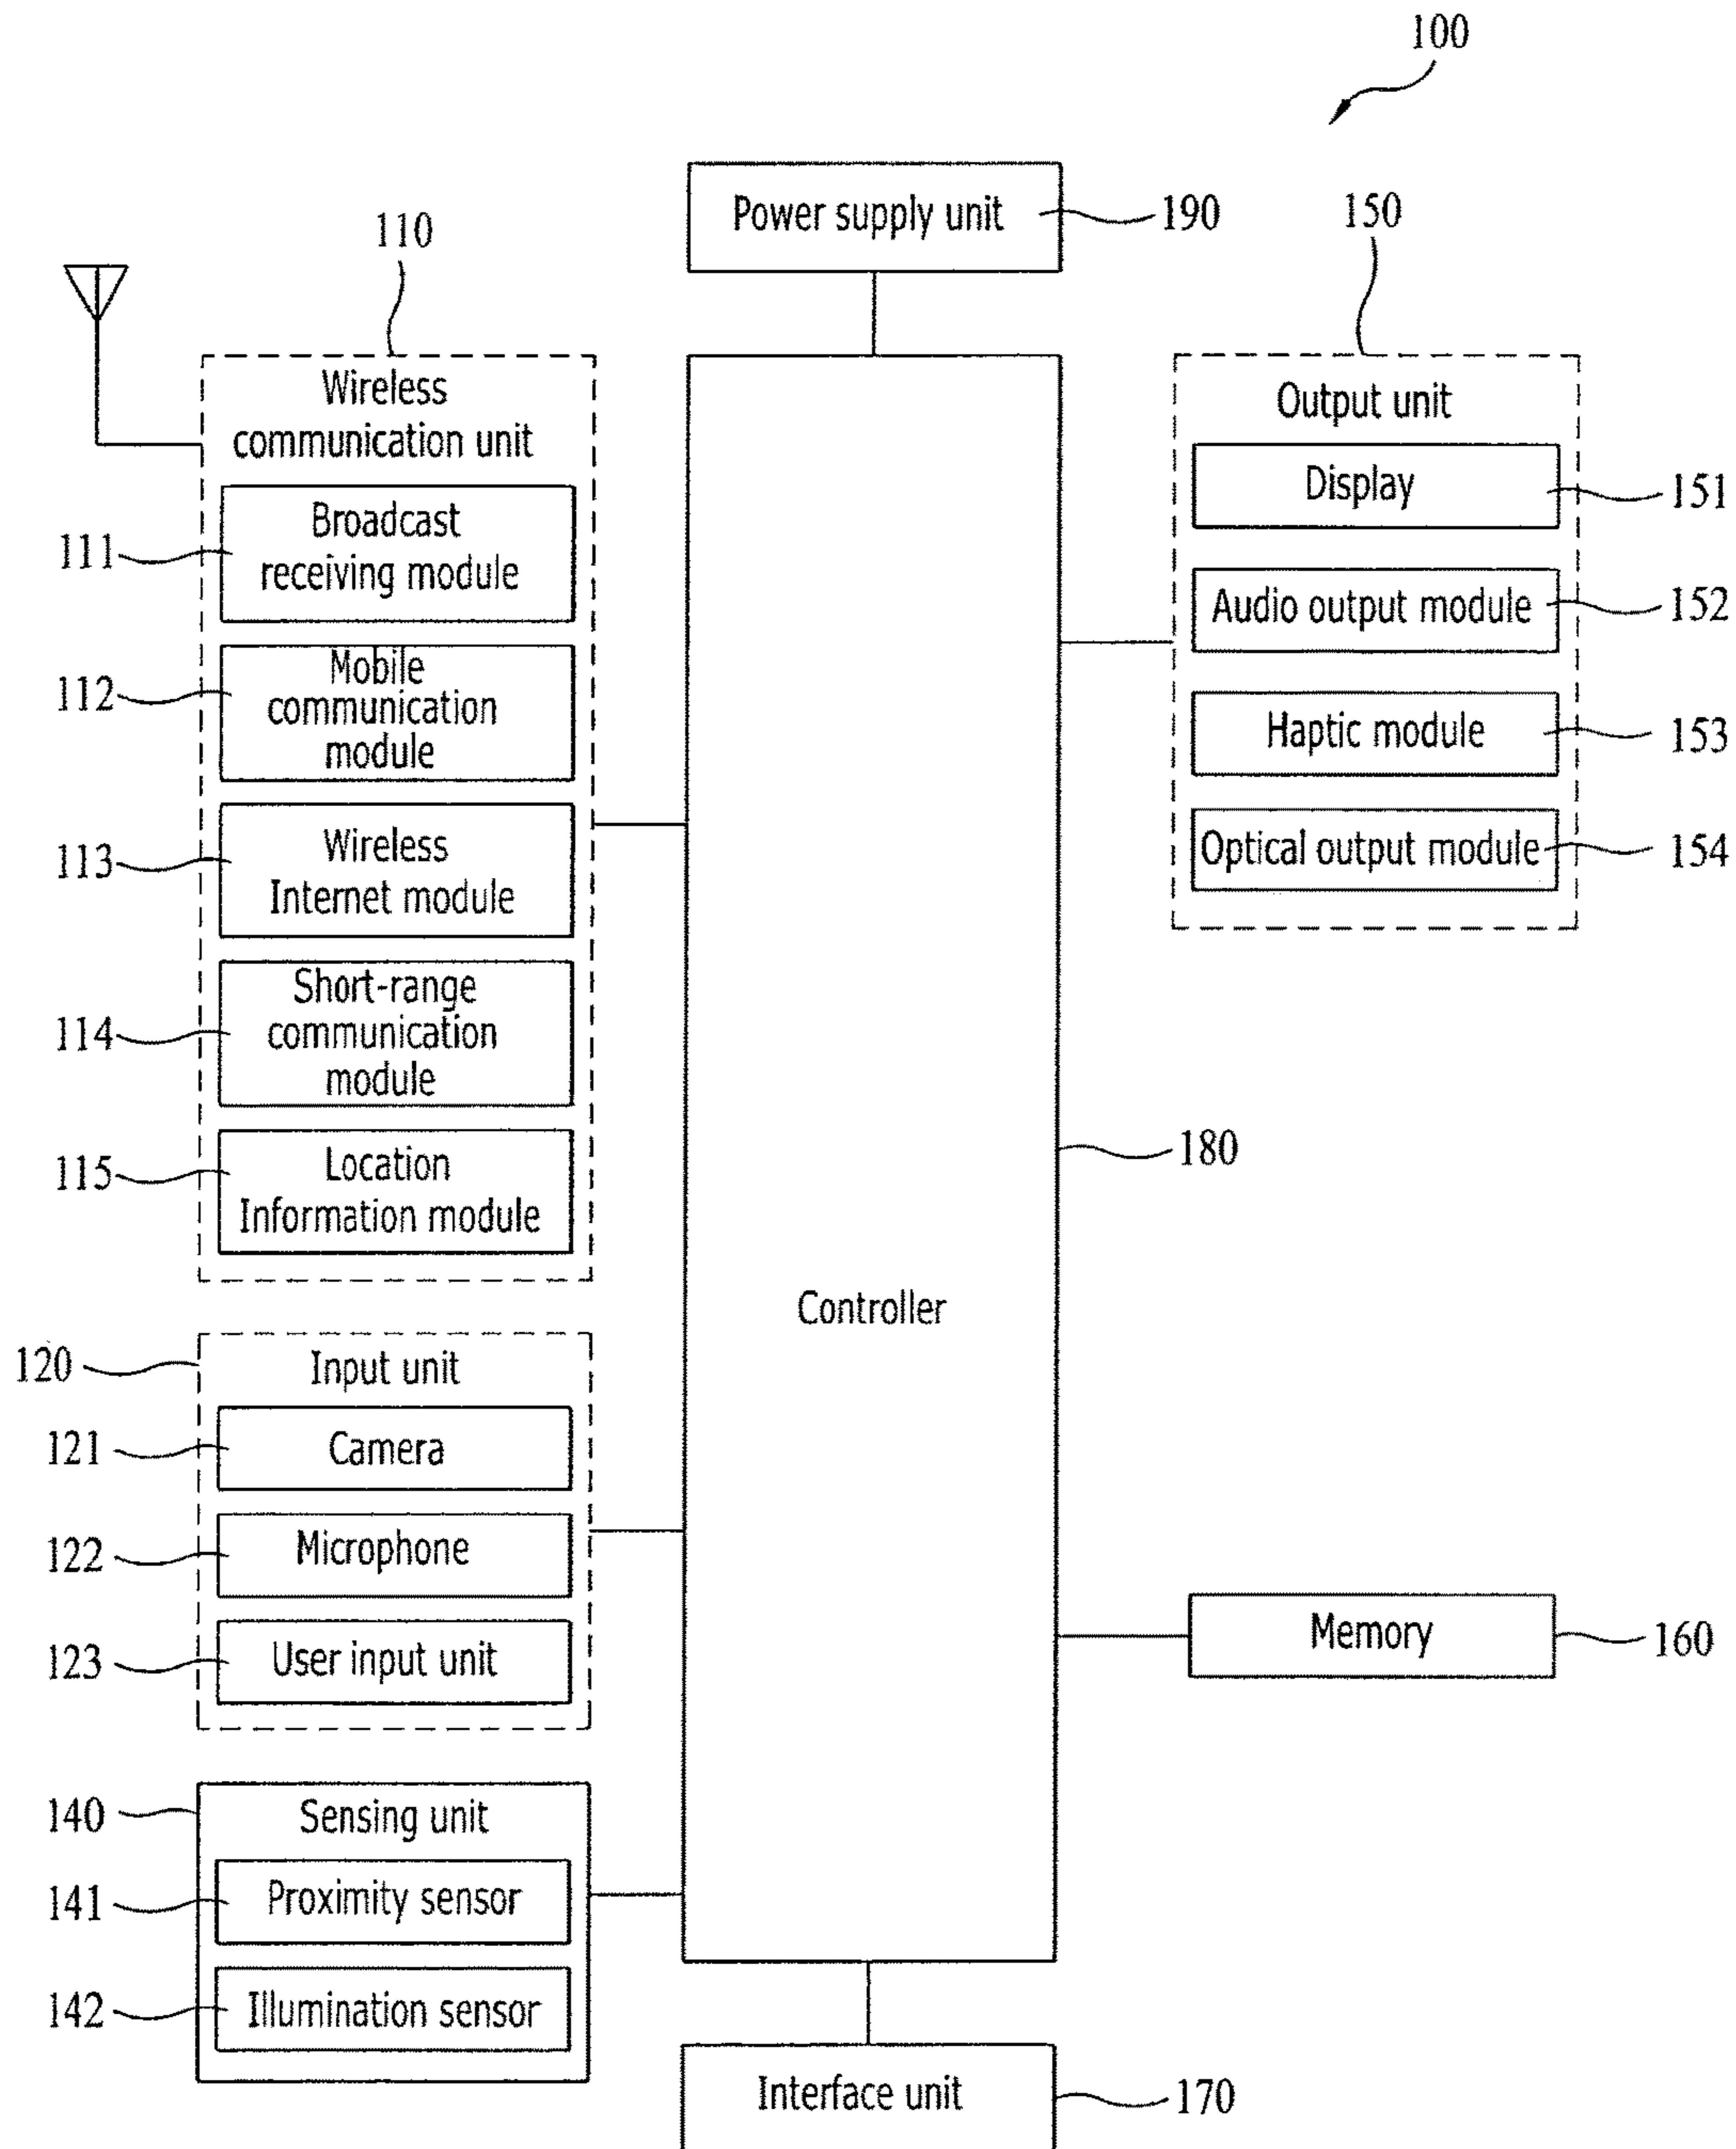 100
Power supply unit
190
110
Wireless
communication unit
111
Broadcast
receiving module
112
Mobile
communication
module
113
Wireless
Internet module
114
Short-range
communication
module
115
Location
Information module
120
Input unit
121
Camera
122
Microphone
123
User input unit
140
Sensing unit
141
Proximity sensor
142
Illumination sensor
Controller
180
150
Output unit
Display
151
Audio output module
152
Haptic module
153
Optical output module
154
Memory
160
Interface unit
170